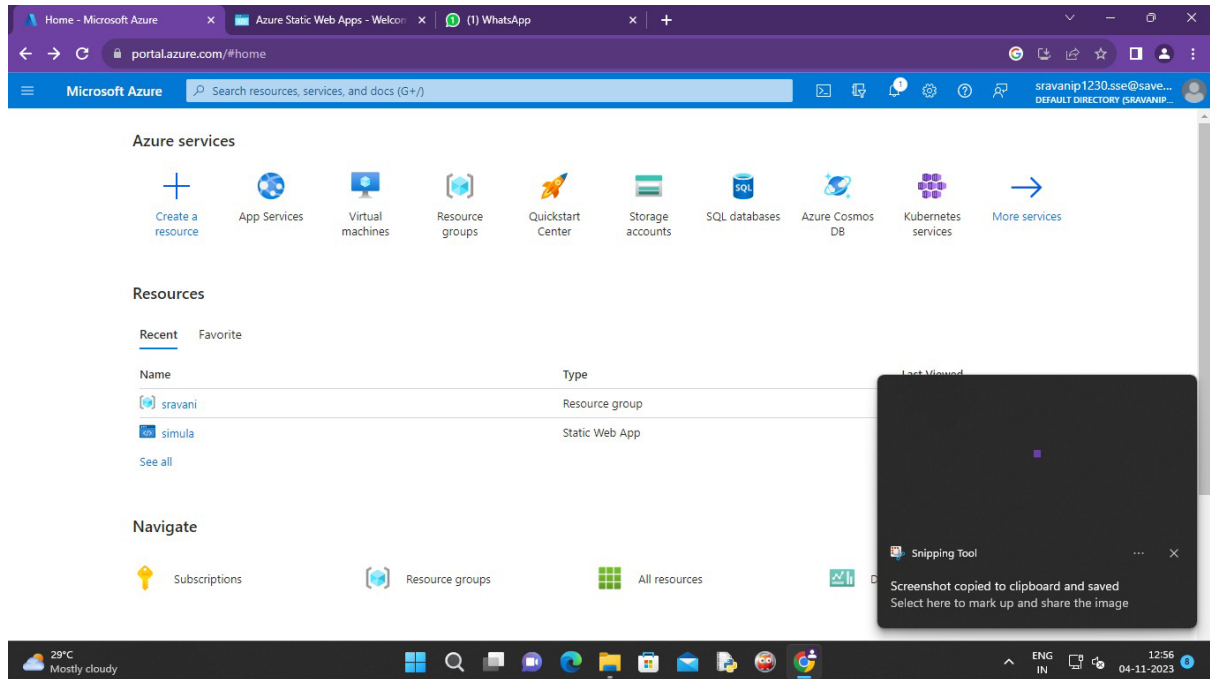 Home - Microsoft Azure
Azure Static Web Apps - Welcon
(1) WhatsApp
portal.azure.com/#home
Microsoft Azure
Search resources, services, and docs (G+/)
1
sravanip1230.sse@save...
DEFAULT DIRECTORY (SRAVANIP...
Azure services
Create a resource
App Services
Virtual machines
Resource groups
Quickstart Center
Storage accounts
SQL
SQL databases
Azure Cosmos DB
Kubernetes services
More services
Resources
Recent Favorite
Name Type Last Viewed
sravani Resource group
simula Static Web App
See all
Navigate
Subscriptions Resource groups All resources D
Snipping Tool
Screenshot copied to clipboard and saved
Select here to mark up and share the image
29°C
Mostly cloudy
ENG
IN
12:56
04-11-2023
8